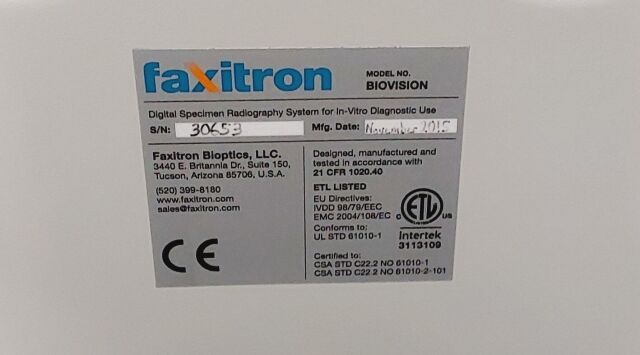 faxitron
MODEL NO.
BIOVISION
Digital Specimen Radiography System for In-Vitro Diagnostic Use
S/N: 30653 Mfg. Date: November 2015
Faxitron Bioptics, LLC.
3440 E. Britannia Dr., Suite 150,
Tucson, Arizona 85706, U.S.A.
(520) 399-8180
www.faxitron.com
sales@faxitron.com
CE
Designed, manufactured and
tested in accordance with
21 CFR 1020.40
ETL LISTED
EU Directives:
IVDD 98/79/EEC
EMC 2004/108/EC
Conforms to:
UL STD 61010-1
Certified to:
CSA STD C22.2 NO 61010-1
CSA STD C22.2 NO 61010-2-101
C ETL US
Intertek
3113109